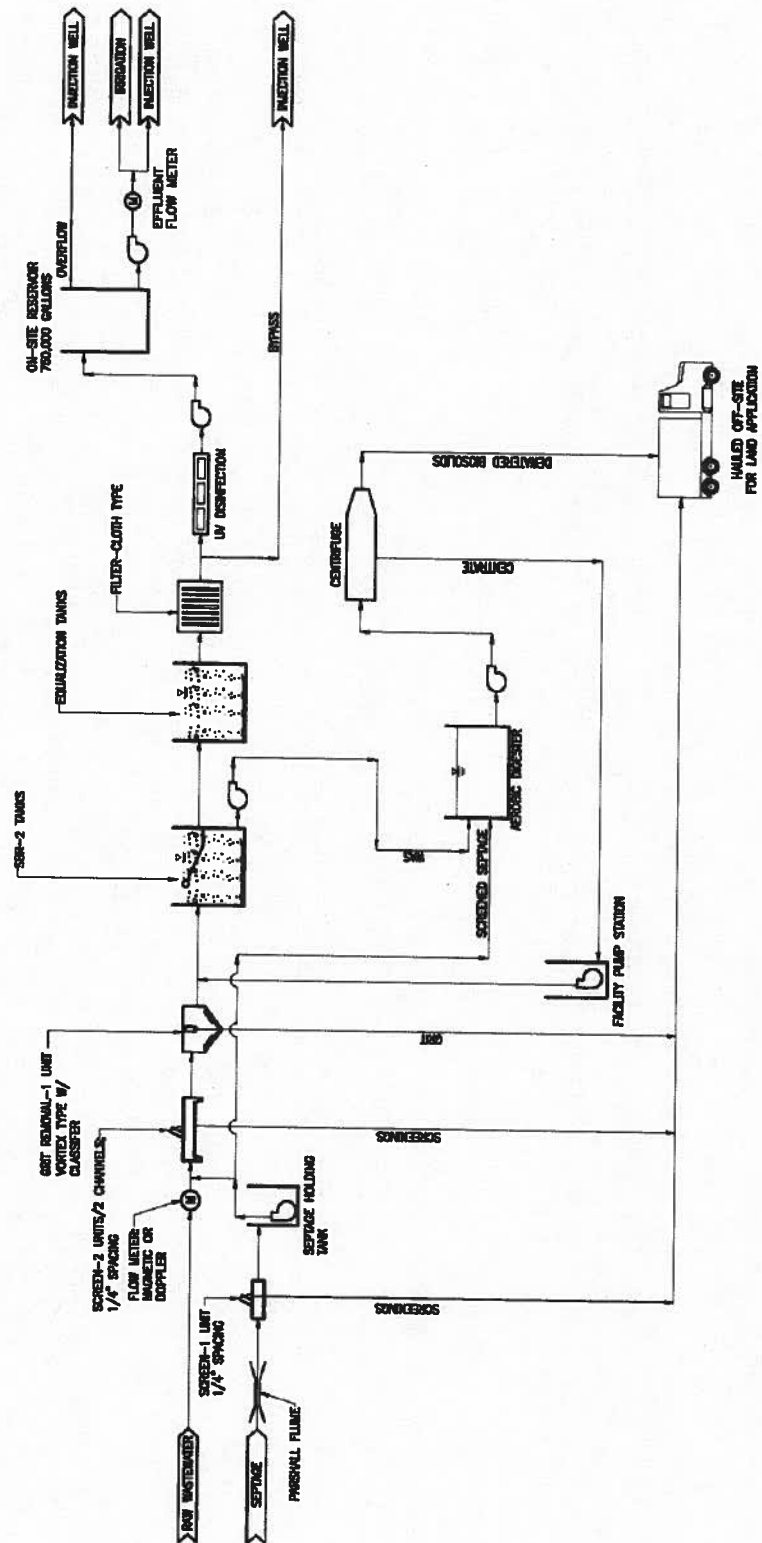 RAW WASTEWATER
SEPTAGE
PARSHALL FLUME
SCREEN-1 UNIT
1/4" SPACING
FLOW METER:
MAGNETIC OR
DOPPLER
SCREEN-2 UNITS/2 CHANNELS:
1/4" SPACING
GRIT REMOVAL-1 UNIT
VORTEX TYPE W/
CLASSIFER
SEPTAGE HOLDING
TANK
SCREENINGS
SCREENINGS
GRIT
FACILITY PUMP STATION
SBR-2 TANKS
WAS
SCREENED SEPTAGE
AEROBIC DIGESTER
EQUALIZATION TANKS
FILTER-CLOTH TYPE
UV DISINFECTION
CENTRIFUGE
CENTRATE
DEWATERED BIOSOLIDS
BYPASS
ON-SITE RESERVOIR
760,000 GALLONS
OVERFLOW
M
M
EFFLUENT
FLOW METER
INJECTION WELL
IRRIGATION
INJECTION WELL
INJECTION WELL
HAULED OFF-SITE
FOR LAND APPLICATION